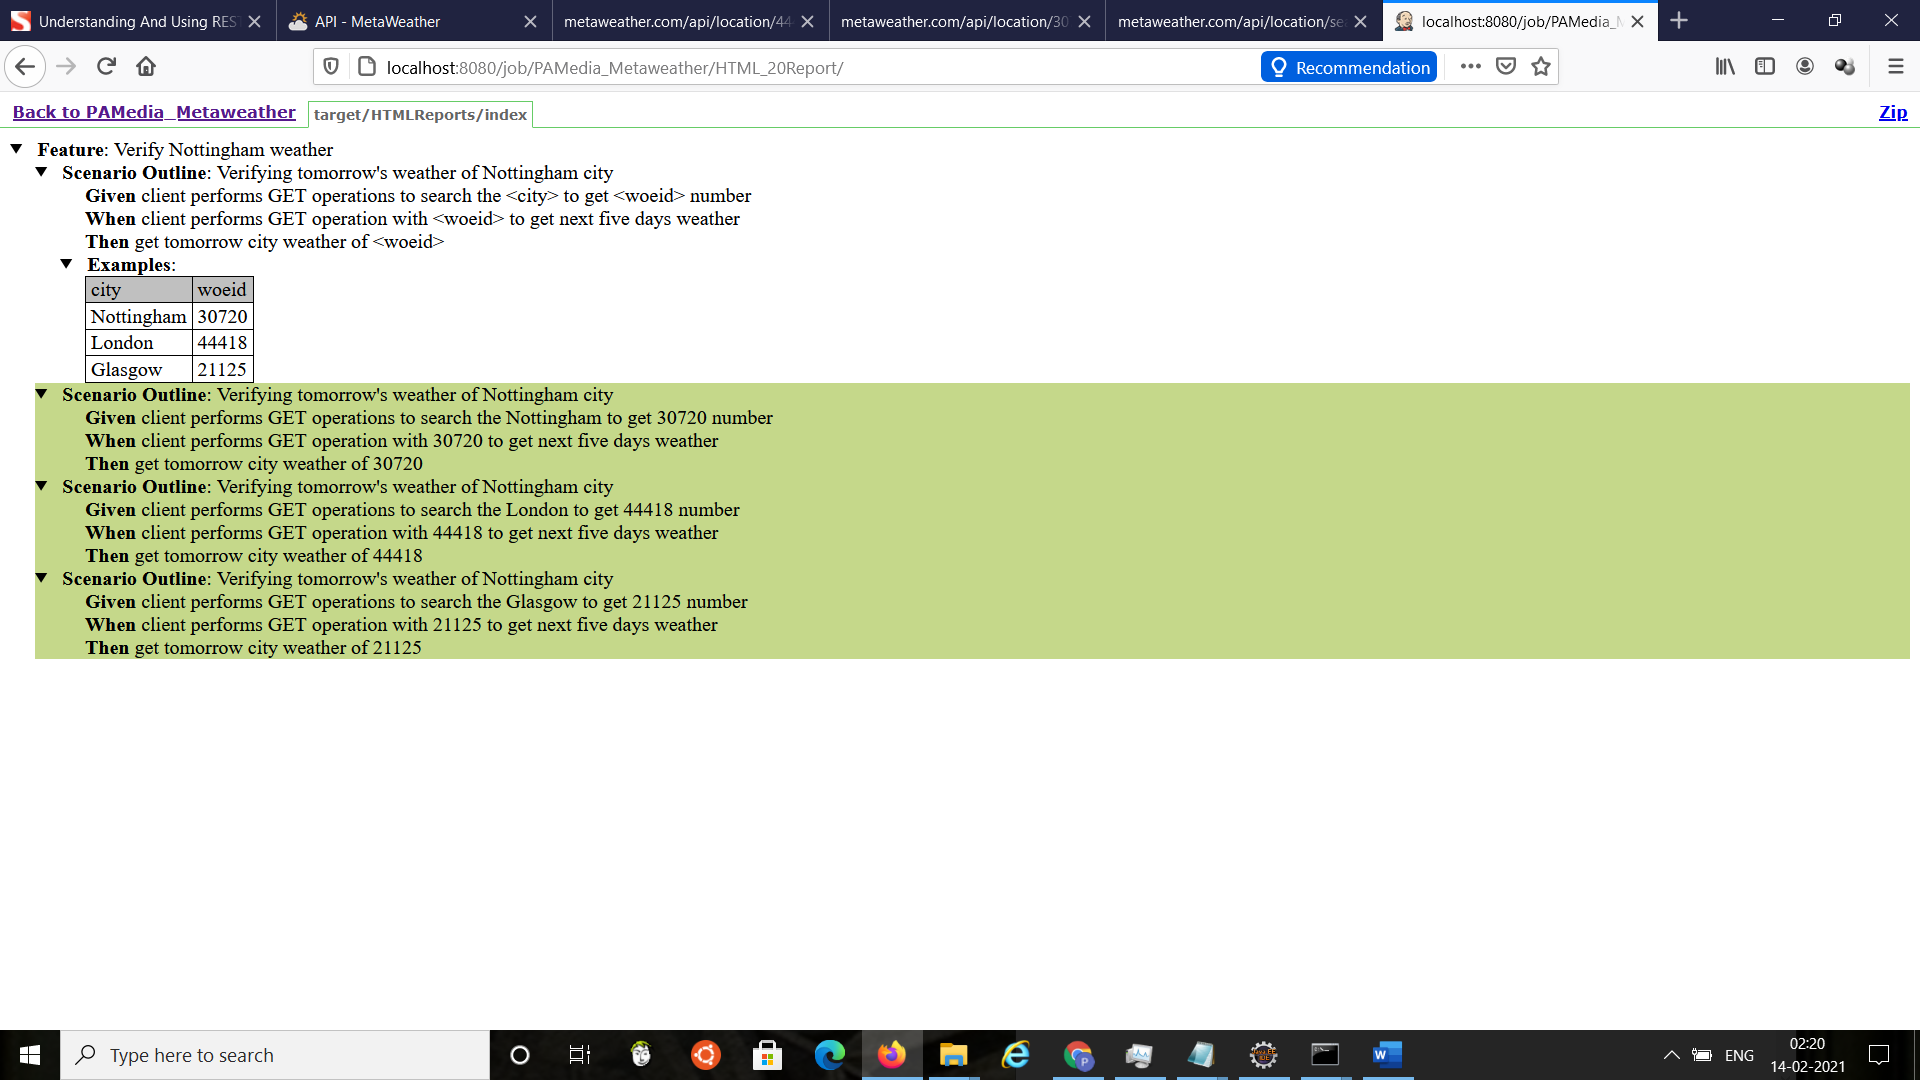 Understanding And Using RES
API - MetaWeather
metaweather.com/api/location/44
metaweather.com/api/location/30
metaweather.com/api/location/se
localhost:8080/job/PAMedia_M
localhost:8080/job/PAMedia_Metaweather/HTML_20Report/
Recommendation
Back to PAMedia_Metaweather
target/HTMLReports/index
Zip
Feature: Verify Nottingham weather
Scenario Outline: Verifying tomorrow's weather of Nottingham city
Given client performs GET operations to search the <city> to get <woeid> number
When client performs GET operation with <woeid> to get next five days weather
Then get tomorrow city weather of <woeid>
Examples:
city woeid
Nottingham 30720
London 44418
Glasgow 21125
Scenario Outline: Verifying tomorrow's weather of Nottingham city
Given client performs GET operations to search the Nottingham to get 30720 number
When client performs GET operation with 30720 to get next five days weather
Then get tomorrow city weather of 30720
Scenario Outline: Verifying tomorrow's weather of Nottingham city
Given client performs GET operations to search the London to get 44418 number
When client performs GET operation with 44418 to get next five days weather
Then get tomorrow city weather of 44418
Scenario Outline: Verifying tomorrow's weather of Nottingham city
Given client performs GET operations to search the Glasgow to get 21125 number
When client performs GET operation with 21125 to get next five days weather
Then get tomorrow city weather of 21125
Type here to search
ENG
02:20
14-02-2021